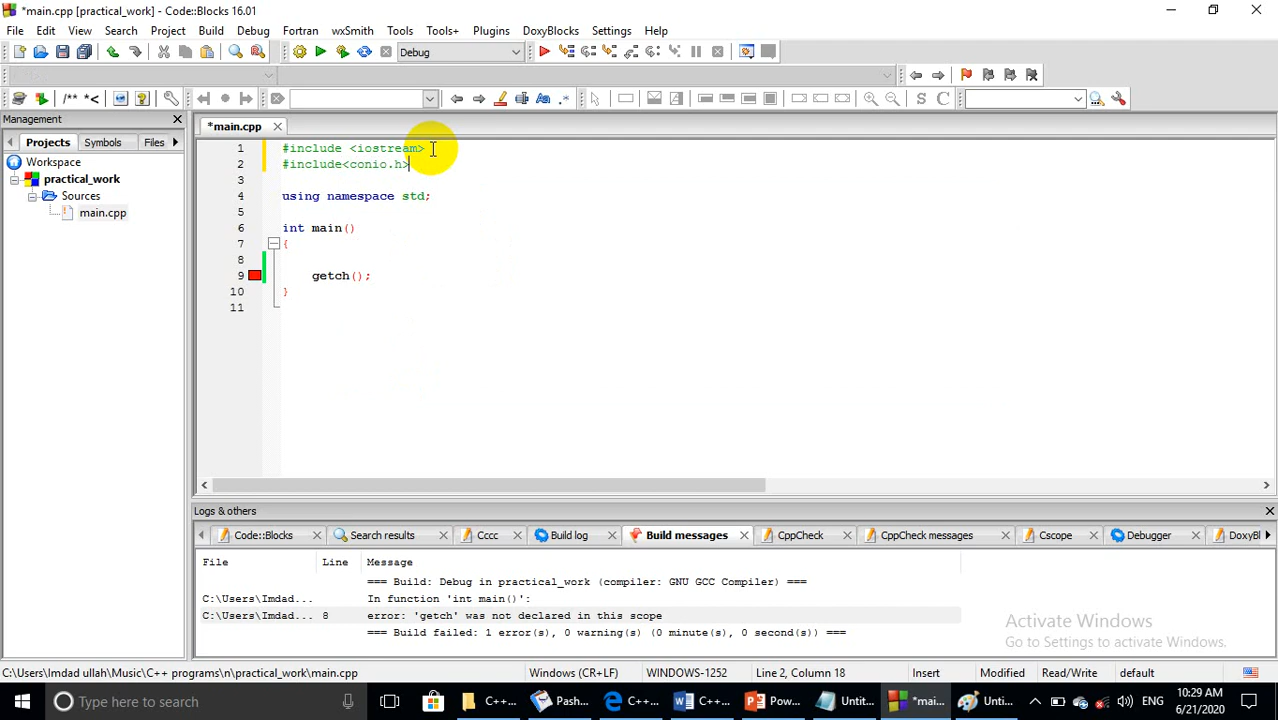 *main.cpp [practical_work] - Code::Blocks 16.01
File Edit View Search Project Build Debug Fortran wxSmith Tools Tools+ Plugins DoxyBlocks Settings Help
Debug
/** *<
S C
Management
Projects Symbols Files
Workspace
practical_work
Sources
main.cpp
*main.cpp
1 #include <iostream>
2 #include<conio.h>
3
4 using namespace std;
5
6 int main()
7 {
8
9 getch();
10 }
11
Logs & others
Code::Blocks Search results Cccc Build log Build messages CppCheck CppCheck messages Cscope Debugger DoxyBl
File Line Message
=== Build: Debug in practical_work (compiler: GNU GCC Compiler) ===
C:\Users\Imdad... In function 'int main()':
C:\Users\Imdad... 8 error: 'getch' was not declared in this scope
=== Build failed: 1 error(s), 0 warning(s) (0 minute(s), 0 second(s)) ===
Activate Windows
Go to Settings to activate Windows.
C:\Users\Imdad ullah\Music\C++ programs\n\practical_work\main.cpp Windows (CR+LF) WINDOWS-1252 Line 2, Column 18 Insert Modified Read/Write default
Type here to search C++... Pash... C++... C++... Pow... Untit... *mai... Unti... ENG 10:29 AM
6/21/2020